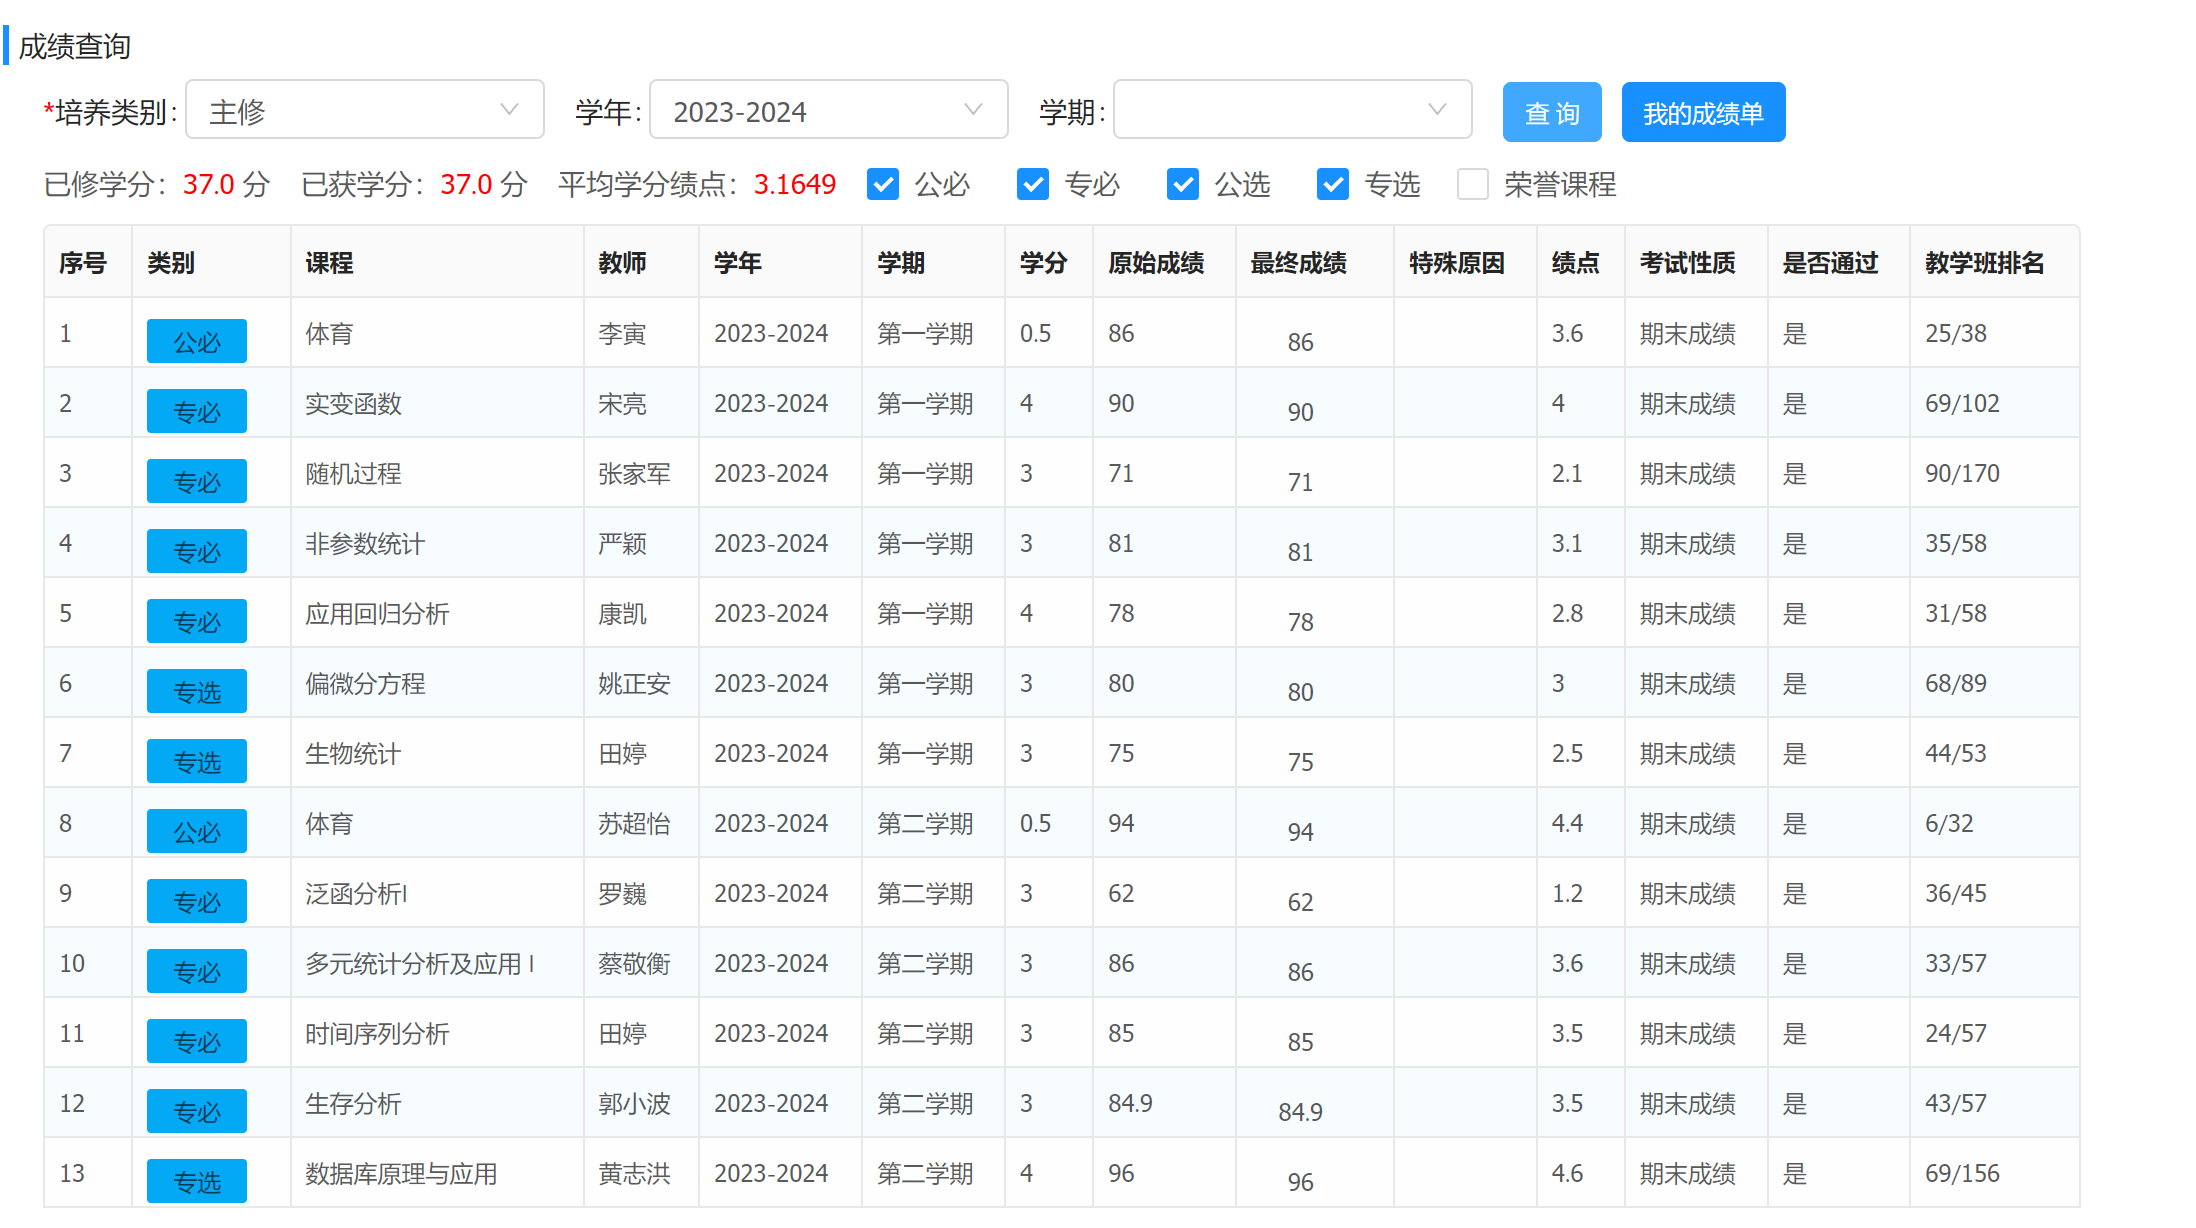 成绩查询
*培养类别: 主修 学年: 2023-2024 学期: 查 询 我的成绩单
已修学分：37.0 分 已获学分：37.0 分 平均学分绩点：3.1649 公必 专必 公选 专选 荣誉课程
序号 类别 课程 教师 学年 学期 学分 原始成绩 最终成绩 特殊原因 绩点 考试性质 是否通过 教学班排名
1 公必 体育 李寅 2023-2024 第一学期 0.5 86 86 3.6 期末成绩 是 25/38
2 专必 实变函数 宋亮 2023-2024 第一学期 4 90 90 4 期末成绩 是 69/102
3 专必 随机过程 张家军 2023-2024 第一学期 3 71 71 2.1 期末成绩 是 90/170
4 专必 非参数统计 严颖 2023-2024 第一学期 3 81 81 3.1 期末成绩 是 35/58
5 专必 应用回归分析 康凯 2023-2024 第一学期 4 78 78 2.8 期末成绩 是 31/58
6 专选 偏微分方程 姚正安 2023-2024 第一学期 3 80 80 3 期末成绩 是 68/89
7 专选 生物统计 田婷 2023-2024 第一学期 3 75 75 2.5 期末成绩 是 44/53
8 公必 体育 苏超怡 2023-2024 第二学期 0.5 94 94 4.4 期末成绩 是 6/32
9 专必 泛函分析I 罗巍 2023-2024 第二学期 3 62 62 1.2 期末成绩 是 36/45
10 专必 多元统计分析及应用 I 蔡敬衡 2023-2024 第二学期 3 86 86 3.6 期末成绩 是 33/57
11 专必 时间序列分析 田婷 2023-2024 第二学期 3 85 85 3.5 期末成绩 是 24/57
12 专必 生存分析 郭小波 2023-2024 第二学期 3 84.9 84.9 3.5 期末成绩 是 43/57
13 专选 数据库原理与应用 黄志洪 2023-2024 第二学期 4 96 96 4.6 期末成绩 是 69/156